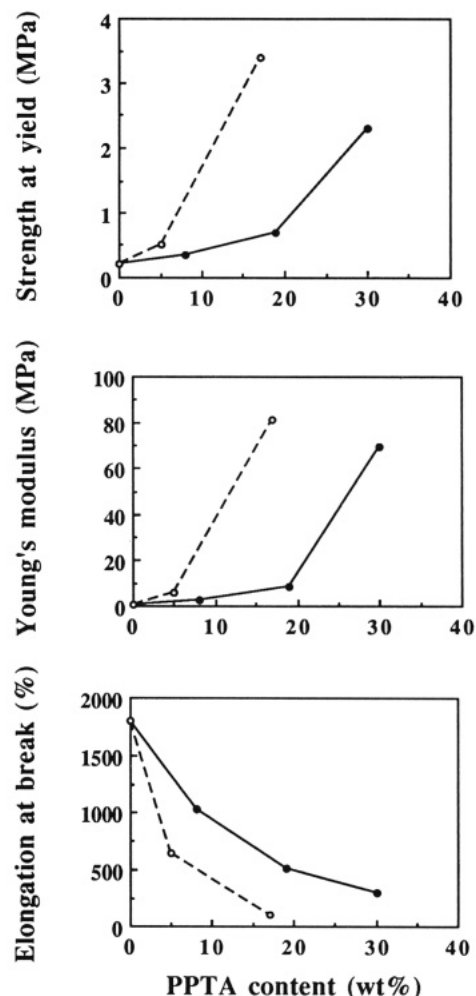 Strength at yield (MPa)
4
3
2
1
0
0 10 20 30 40
Young's modulus (MPa)
100
80
60
40
20
0
0 10 20 30 40
Elongation at break (%)
2000
1500
1000
500
0
0 10 20 30 40
PPTA content (wt%)